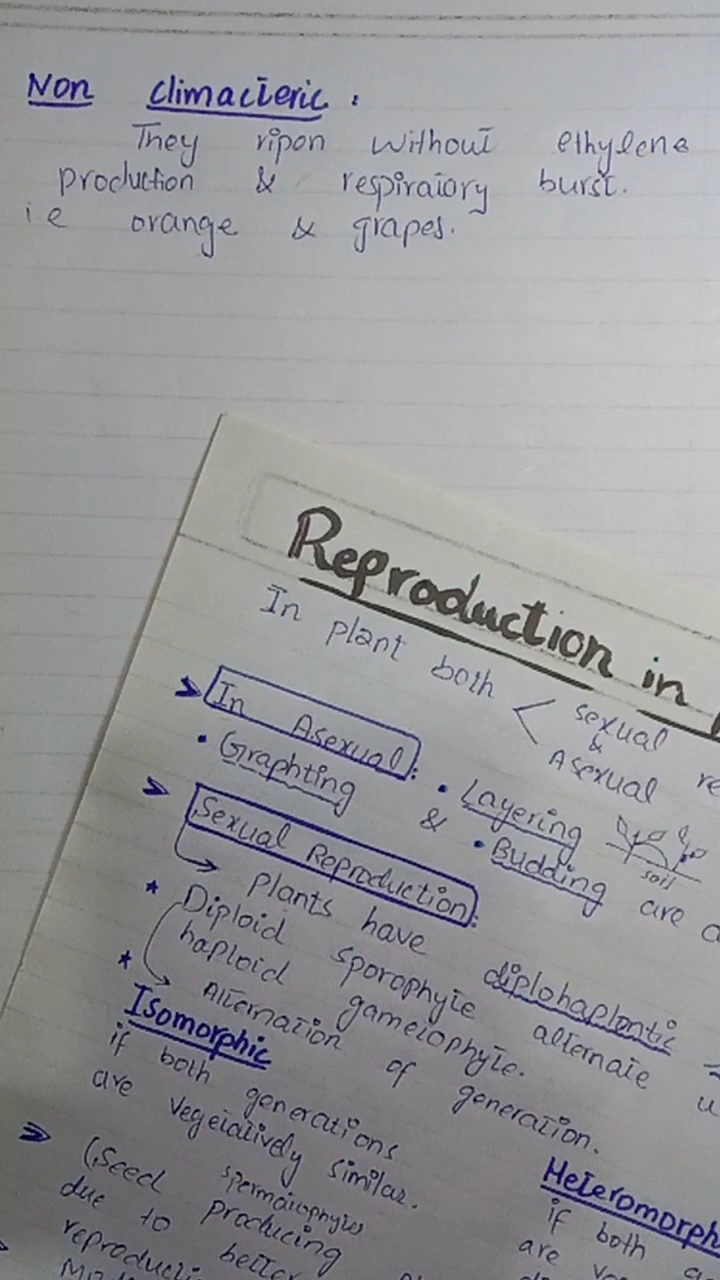 Non climacteric :
They ripon without ethylene
production & respiratory burst.
i e orange & grapes.
Reproduction in
In plant both < sexual
&
Asexual
In Asexual:
• Graphting • Layering
& • Budding are
soil
Sexual Reproduction:
→ Plants have diplohaplontic
* Diploid sporophyte alternate
haploid gametophyte.
* → Alternation of generation.
Isomorphic
if both generations
are vegetatively similar.
Heteromorph
if both
are
(Seed spermatophytes
due to producing
better